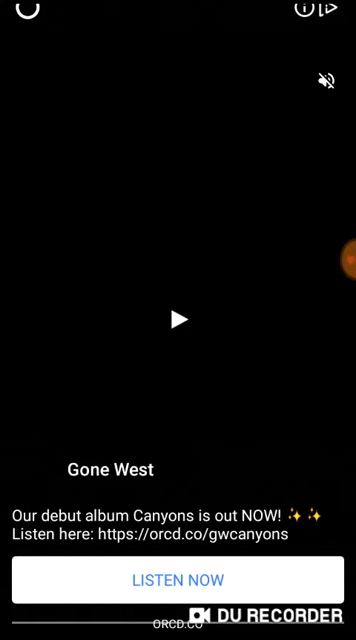 Gone West
Our debut album Canyons is out NOW! ✨ ✨
Listen here: https://orcd.co/gwcanyons
LISTEN NOW
ORCD.CO
DU RECORDER